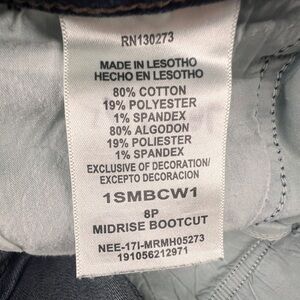 RN130273
MADE IN LESOTHO
HECHO EN LESOTHO
80% COTTON
19% POLYESTER
1% SPANDEX
80% ALGODON
19% POLIESTER
1% SPANDEX
EXCLUSIVE OF DECORATION/
EXCEPTO DECORACION
1SMBCW1
8P
MIDRISE BOOTCUT
NEE-17I-MRMH05273
191056212971